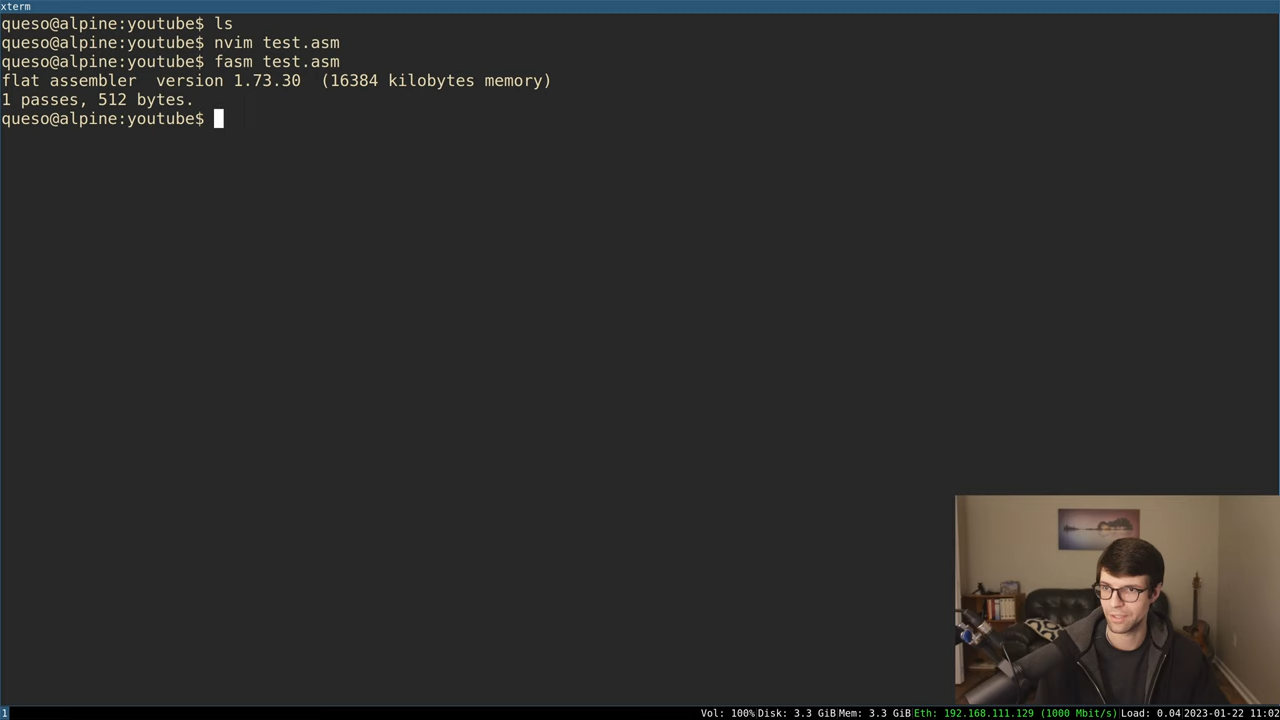 xterm
queso@alpine:youtube$ ls
queso@alpine:youtube$ nvim test.asm
queso@alpine:youtube$ fasm test.asm
flat assembler  version 1.73.30  (16384 kilobytes memory)
1 passes, 512 bytes.
queso@alpine:youtube$
1 Vol: 100% Disk: 3.3 GiB Mem: 3.3 GiB Eth: 192.168.111.129 (1000 Mbit/s) Load: 0.04 2023-01-22 11:02